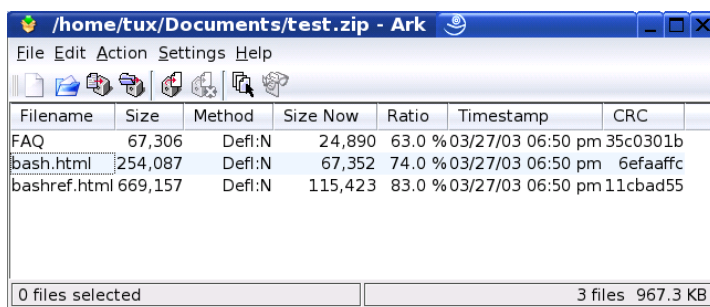 /home/tux/Documents/test.zip - Ark
File Edit Action Settings Help
Filename Size Method Size Now Ratio Timestamp CRC
FAQ 67,306 Defl:N 24,890 63.0 % 03/27/03 06:50 pm 35c0301b
bash.html 254,087 Defl:N 67,352 74.0 % 03/27/03 06:50 pm 6efaaffc
bashref.html 669,157 Defl:N 115,423 83.0 % 03/27/03 06:50 pm 11cbad55
0 files selected 3 files 967.3 KB